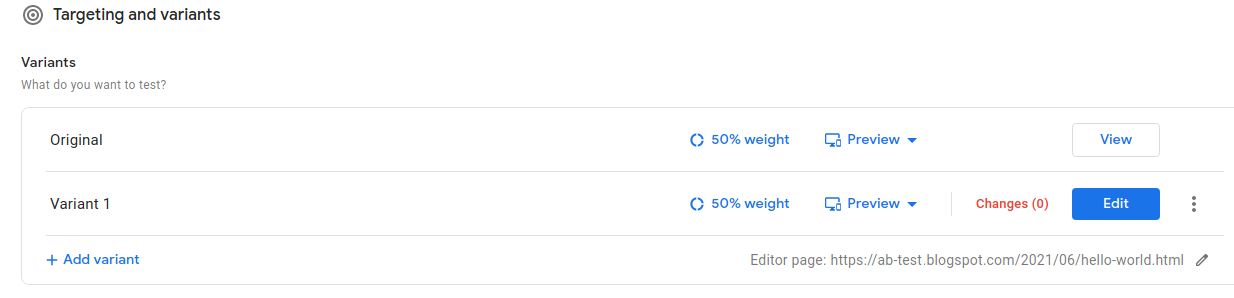 Targeting and variants
Variants
What do you want to test?
Original 50% weight Preview View
Variant 1 50% weight Preview Changes (0) Edit
+ Add variant Editor page: https://ab-test.blogspot.com/2021/06/hello-world.html